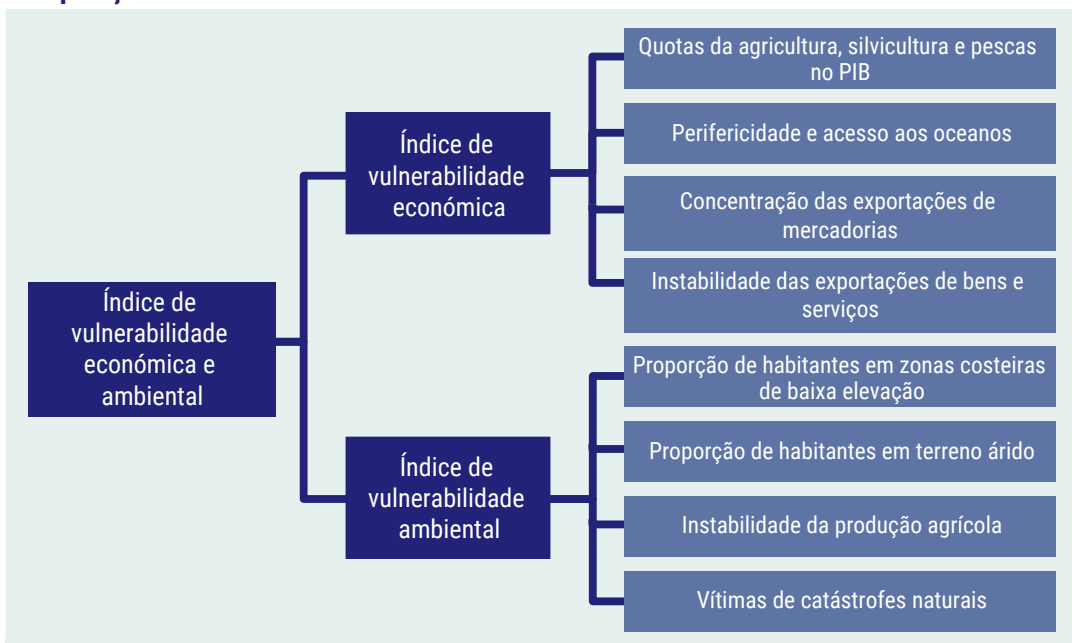 Quotas da agricultura, silvicultura e pescas
no PIB
Perifericidade e acesso aos oceanos
Concentração das exportações de
mercadorias
Instabilidade das exportações de bens e
serviços
Índice de
vulnerabilidade
económica
Índice de
vulnerabilidade
económica e
ambiental
Índice de
vulnerabilidade
ambiental
Proporção de habitantes em zonas costeiras
de baixa elevação
Proporção de habitantes em terreno árido
Instabilidade da produção agrícola
Vítimas de catástrofes naturais